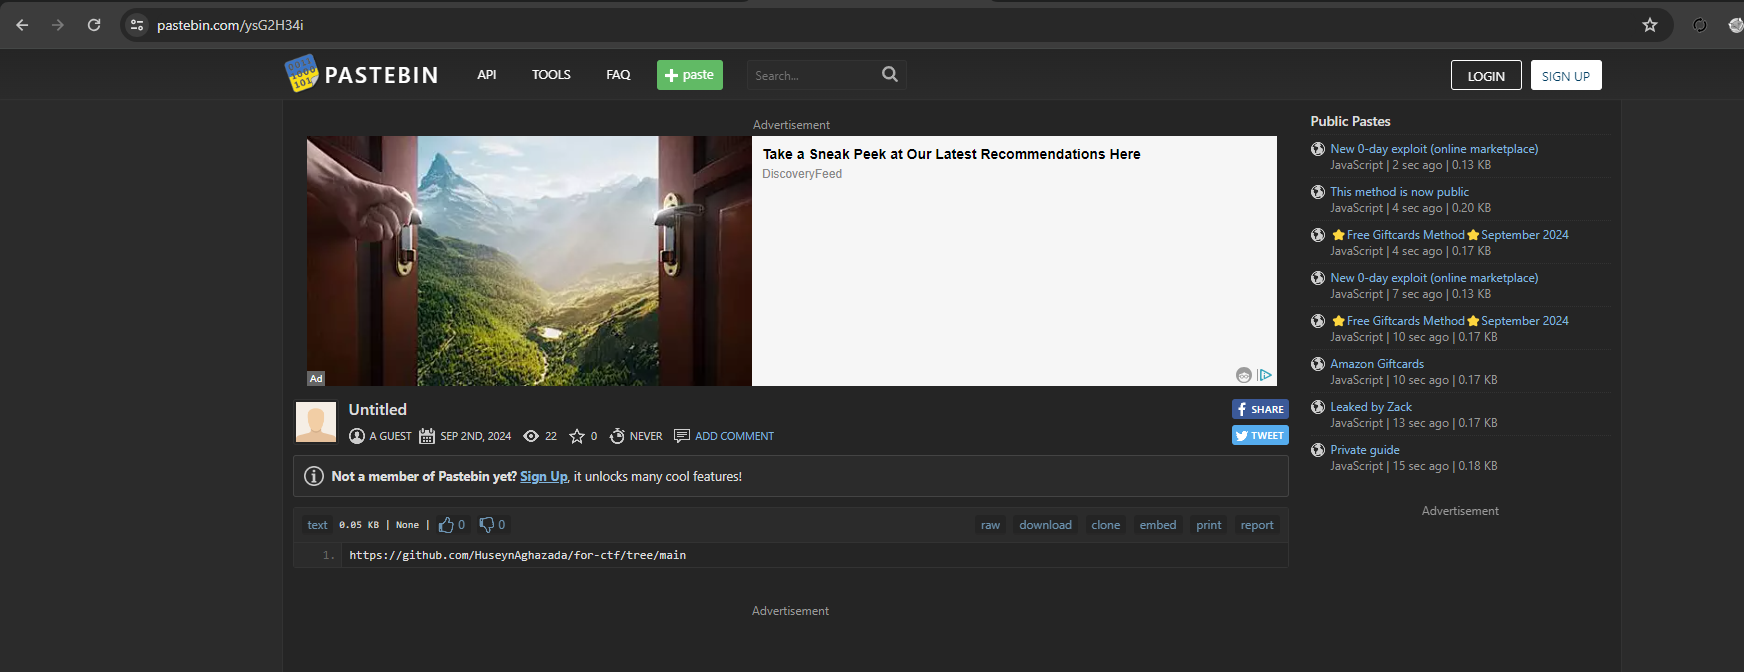 pastebin.com/ysG2H34i
PASTEBIN
API
TOOLS
FAQ
paste
Search...
LOGIN
SIGN UP
Advertisement
Take a Sneak Peek at Our Latest Recommendations Here
DiscoveryFeed
Ad
Untitled
A GUEST SEP 2ND, 2024 22 0 NEVER ADD COMMENT
SHARE
TWEET
Not a member of Pastebin yet? Sign Up, it unlocks many cool features!
text 0.05 KB | None | 0 0
raw download clone embed print report
1. https://github.com/HuseynAghazada/for-ctf/tree/main
Advertisement
Public Pastes
New 0-day exploit (online marketplace)
JavaScript | 2 sec ago | 0.13 KB
This method is now public
JavaScript | 4 sec ago | 0.20 KB
⭐Free Giftcards Method⭐September 2024
JavaScript | 4 sec ago | 0.17 KB
New 0-day exploit (online marketplace)
JavaScript | 7 sec ago | 0.13 KB
⭐Free Giftcards Method⭐September 2024
JavaScript | 10 sec ago | 0.17 KB
Amazon Giftcards
JavaScript | 10 sec ago | 0.17 KB
Leaked by Zack
JavaScript | 13 sec ago | 0.17 KB
Private guide
JavaScript | 15 sec ago | 0.18 KB
Advertisement